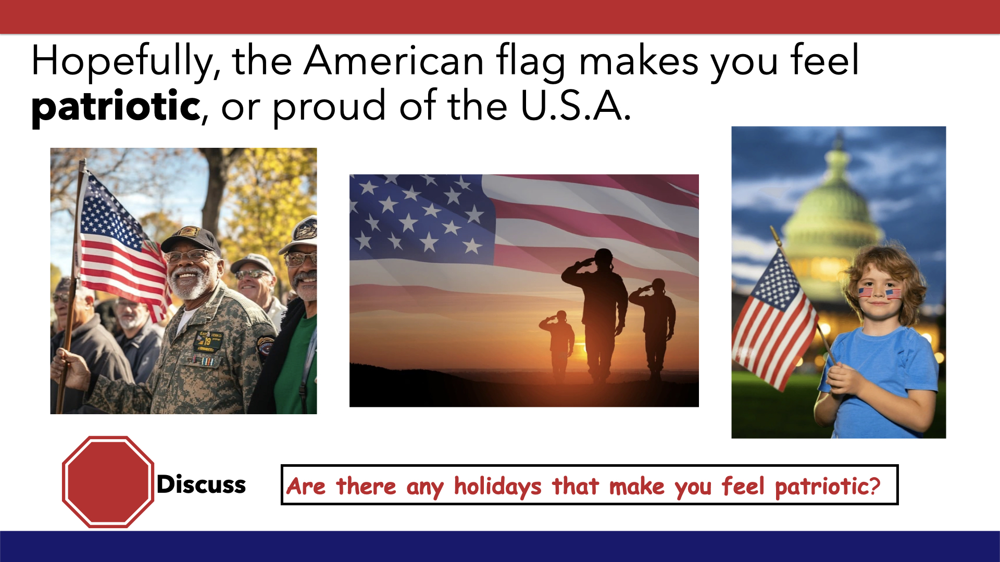 Hopefully, the American flag makes you feel
patriotic, or proud of the U.S.A.
19
Discuss
Are there any holidays that make you feel patriotic?